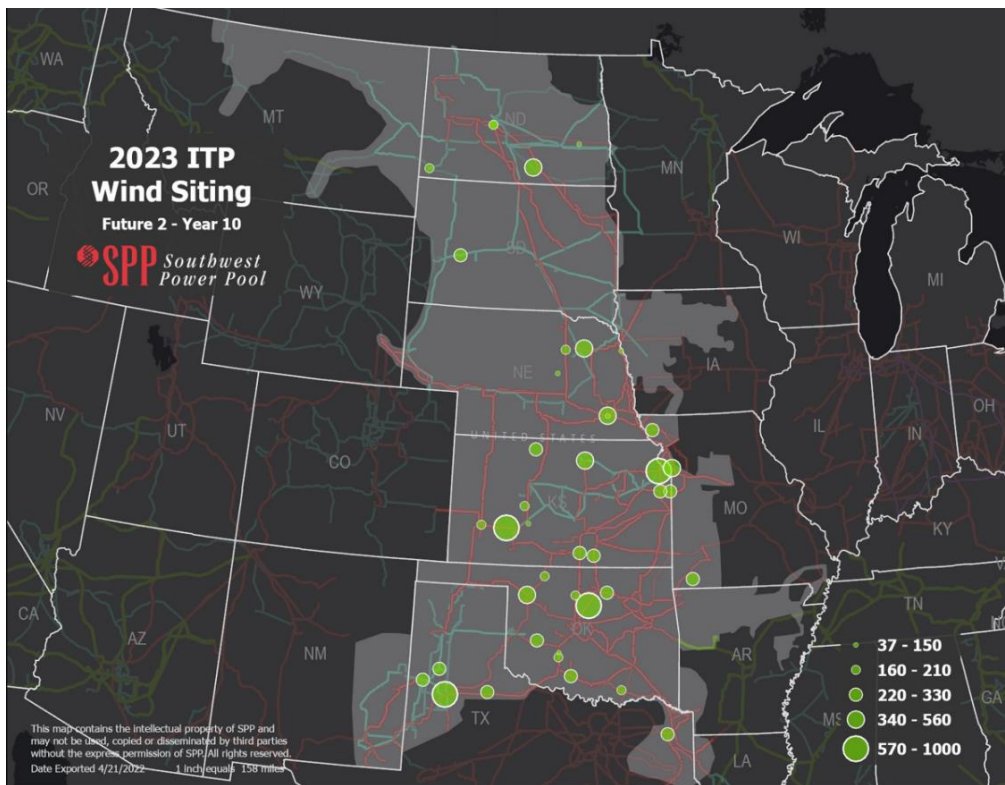 2023 ITP
Wind Siting
Future 2 - Year 10
SPP Southwest
Power Pool
WA
MT
ND
MN
OR
WI
MI
SD
WY
IA
NE
NV
UT
UNITED STATES
CO
IL
IN
OH
KS
MO
KY
CA
AZ
NM
OK
TN
AR
TX
MS
GA
LA
37 - 150
160 - 210
220 - 330
340 - 560
570 - 1000
This map contains the intellectual property of SPP and
may not be used, copied or disseminated by third parties
without the express permission of SPP. All rights reserved.
Date Exported 4/21/2022 1 inch equals 158 miles